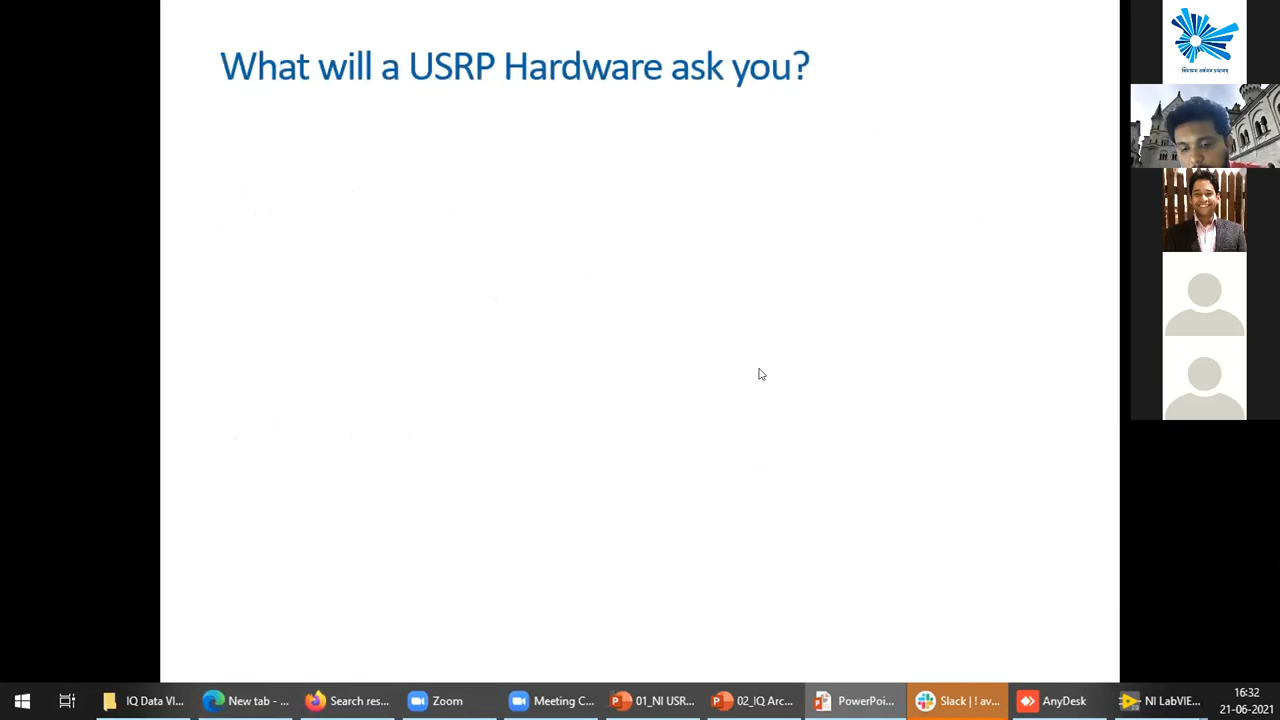 What will a USRP Hardware ask you?
IQ Data VI...
New tab - ...
Search res...
Zoom
Meeting C...
01_NI USR...
02_IQ Arc...
PowerPoi...
Slack | ! av...
AnyDesk
NI LabVIE...
16:32
21-06-2021